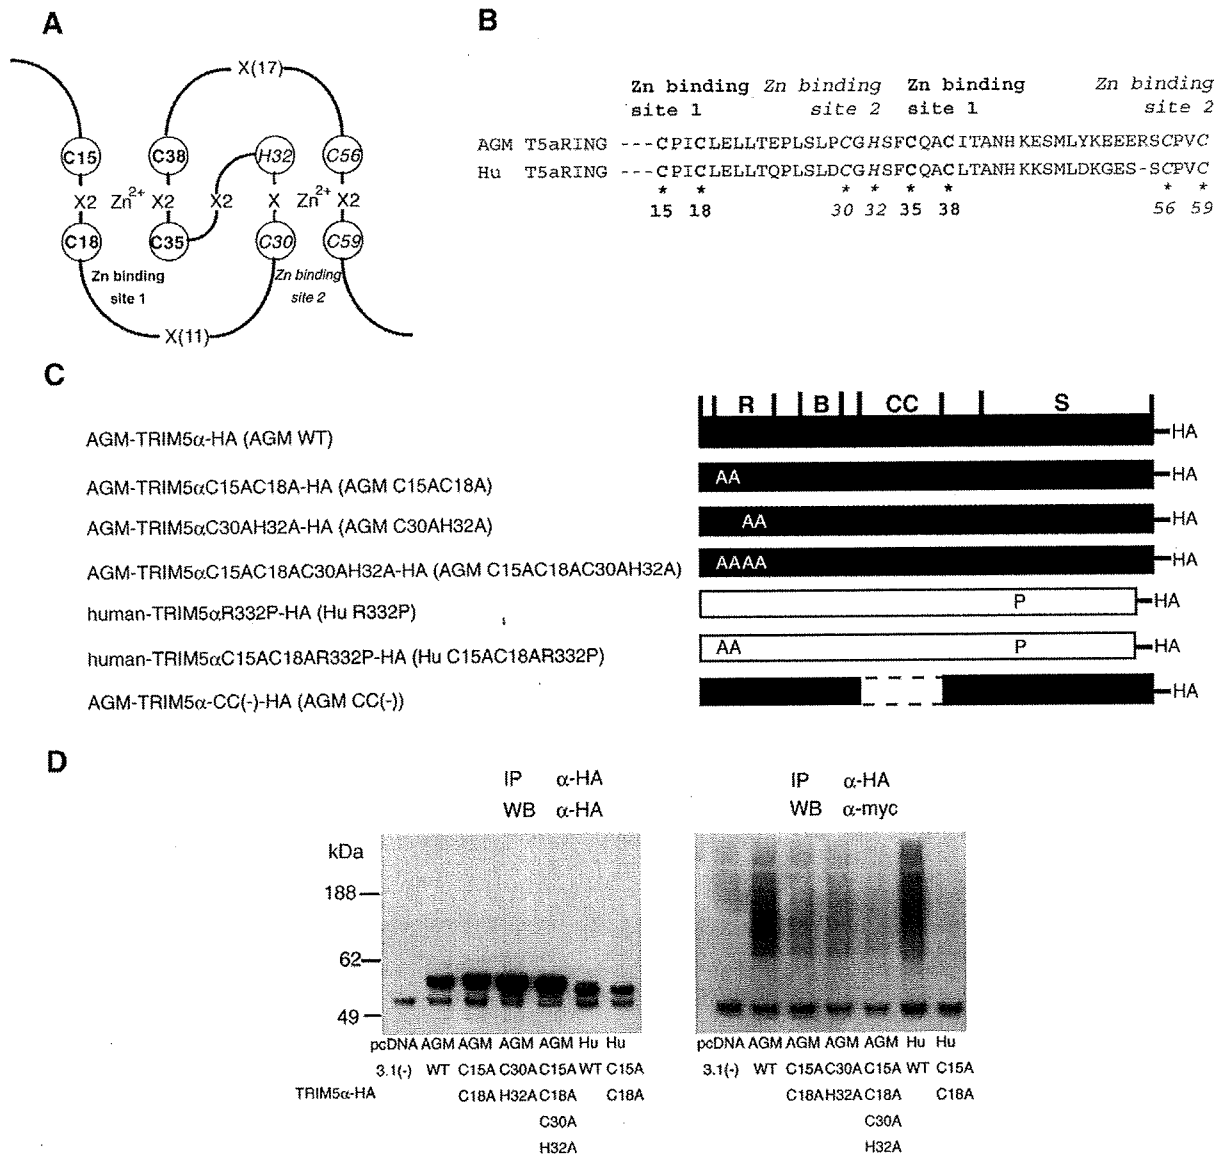 A
X(17)
C15 C38 H32 C56
X2 Zn2+ X2 X2 X Zn2+ X2
C18 C35 C30 C59
Zn binding site 1
Zn binding site 2
X(11)
B
Zn binding site 1 Zn binding site 2 Zn binding site 1 Zn binding site 2
AGM T5aRING ---CPICLELLTEPLSLPCGHSFCQACITANHKESMLYKEEERSCPVC
Hu T5aRING ---CPICLELLTQPLSLDCGHSFCQACLTANHKKSMLDKGES-SCPVC
* * * * * * * *
15 18 30 32 35 38 56 59
C
R B CC S
AGM-TRIM5α-HA (AGM WT) HA
AGM-TRIM5αC15AC18A-HA (AGM C15AC18A) AA HA
AGM-TRIM5αC30AH32A-HA (AGM C30AH32A) AA HA
AGM-TRIM5αC15AC18AC30AH32A-HA (AGM C15AC18AC30AH32A) AAAA HA
human-TRIM5αR332P-HA (Hu R332P) P HA
human-TRIM5αC15AC18AR332P-HA (Hu C15AC18AR332P) AA P HA
AGM-TRIM5α-CC(-)-HA (AGM CC(-)) HA
D
IP α-HA
WB α-HA
kDa
188
62
49
pcDNA AGM AGM AGM AGM Hu Hu
3.1(-) WT C15A C30A C15A WT C15A
TRIM5α-HA C18A H32A C18A C18A
C30A
H32A
IP α-HA
WB α-myc
pcDNA AGM AGM AGM AGM Hu Hu
3.1(-) WT C15A C30A C15A WT C15A
C18A H32A C18A C18A
C30A
H32A